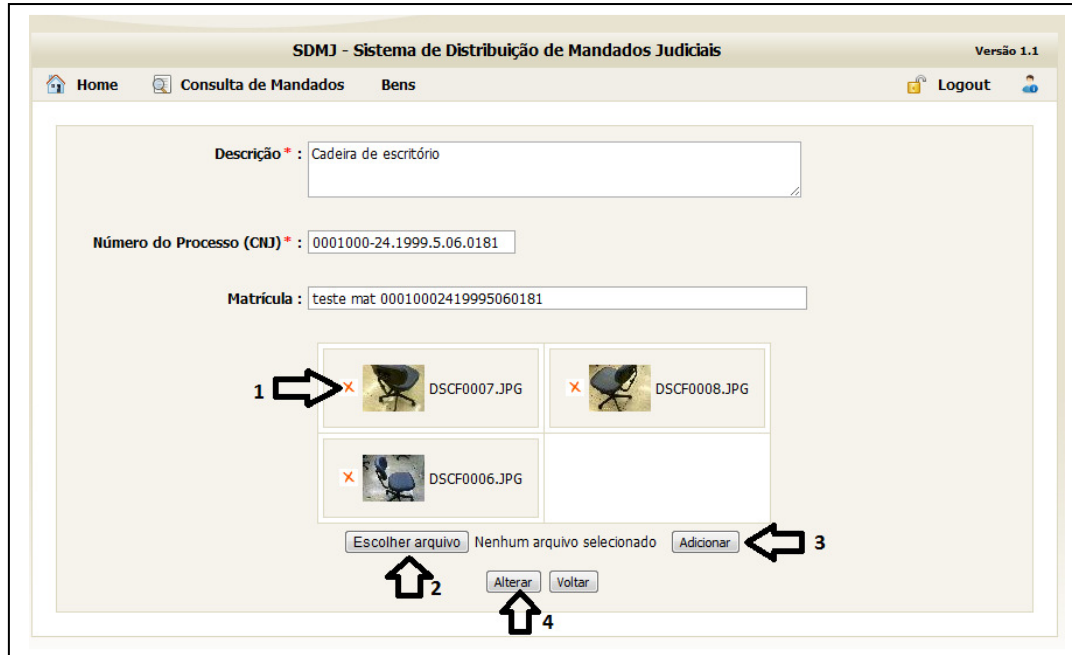 SDMJ - Sistema de Distribuição de Mandados Judiciais Versão 1.1
Home Consulta de Mandados Bens Logout
Descrição * : Cadeira de escritório
Número do Processo (CNJ) * : 0001000-24.1999.5.06.0181
Matrícula : teste mat 00010002419995060181
1 DSCF0007.JPG DSCF0008.JPG
DSCF0006.JPG
Escolher arquivo Nenhum arquivo selecionado Adicionar 3
2 Alterar Voltar
4